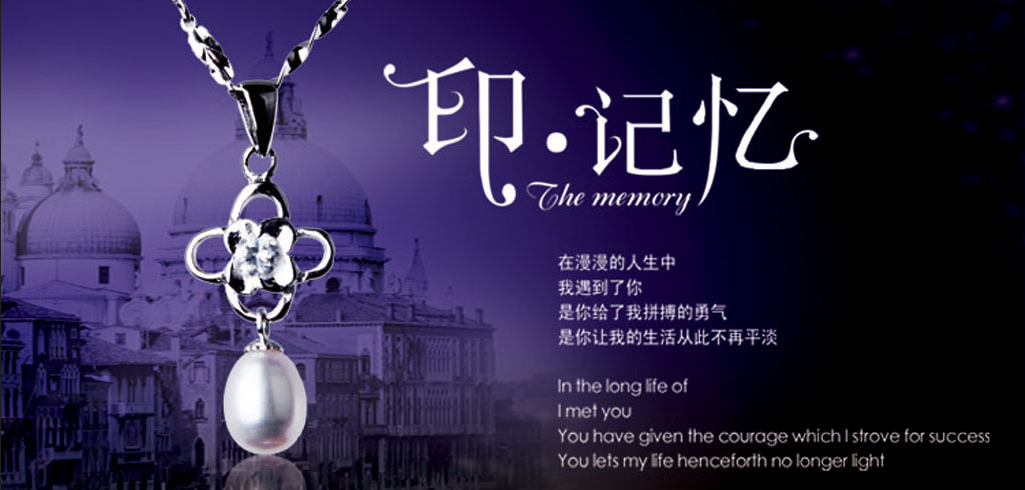 印·记忆
The memory
在漫漫的人生中
我遇到了你
是你给了我拼搏的勇气
是你让我的生活从此不再平淡
In the long life of
I met you
You have given the courage which I strove for success
You lets my life henceforth no longer light